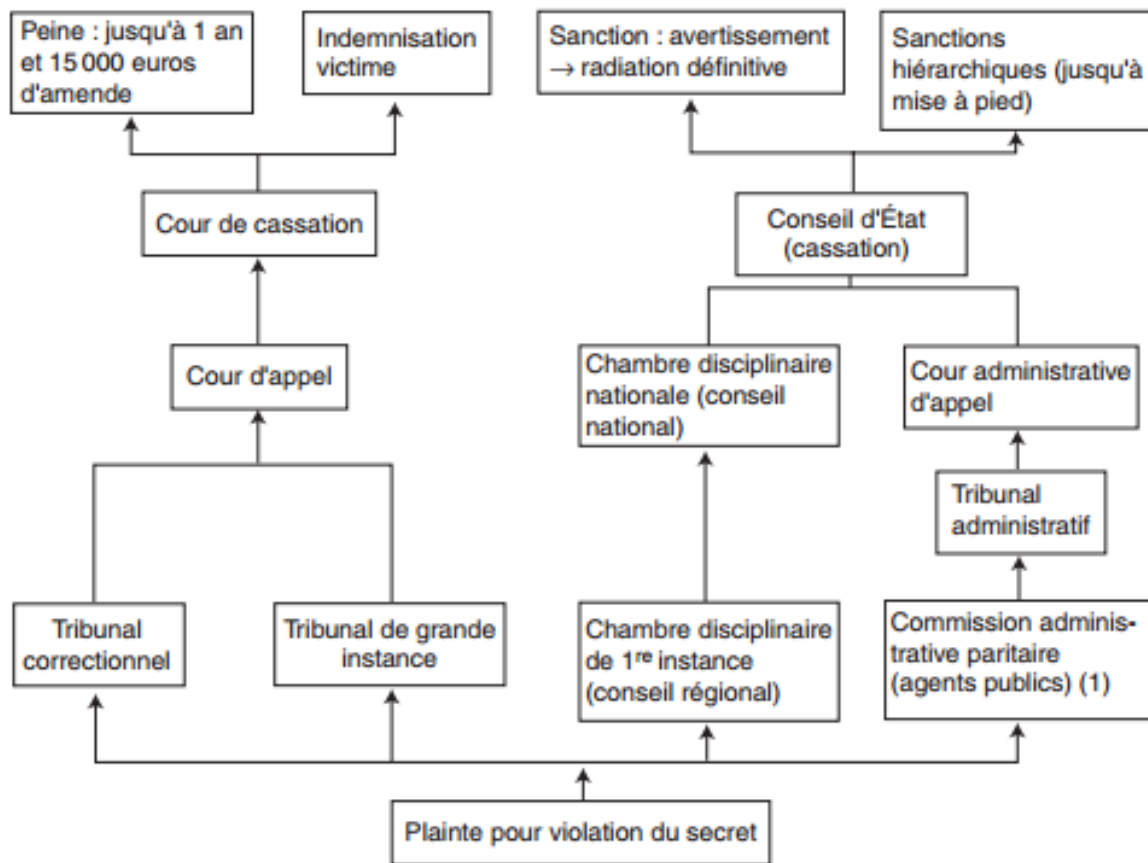 Peine : jusqu'à 1 an
et 15 000 euros
d'amende
Indemnisation
victime
Sanction : avertissement
→ radiation définitive
Sanctions
hiérarchiques (jusqu'à
mise à pied)
Cour de cassation
Conseil d'État
(cassation)
Cour d'appel
Chambre disciplinaire
nationale (conseil
national)
Cour administrative
d'appel
Tribunal
administratif
Tribunal
correctionnel
Tribunal de grande
instance
Chambre disciplinaire
de 1re instance
(conseil régional)
Commission adminis-
trative paritaire
(agents publics) (1)
Plainte pour violation du secret